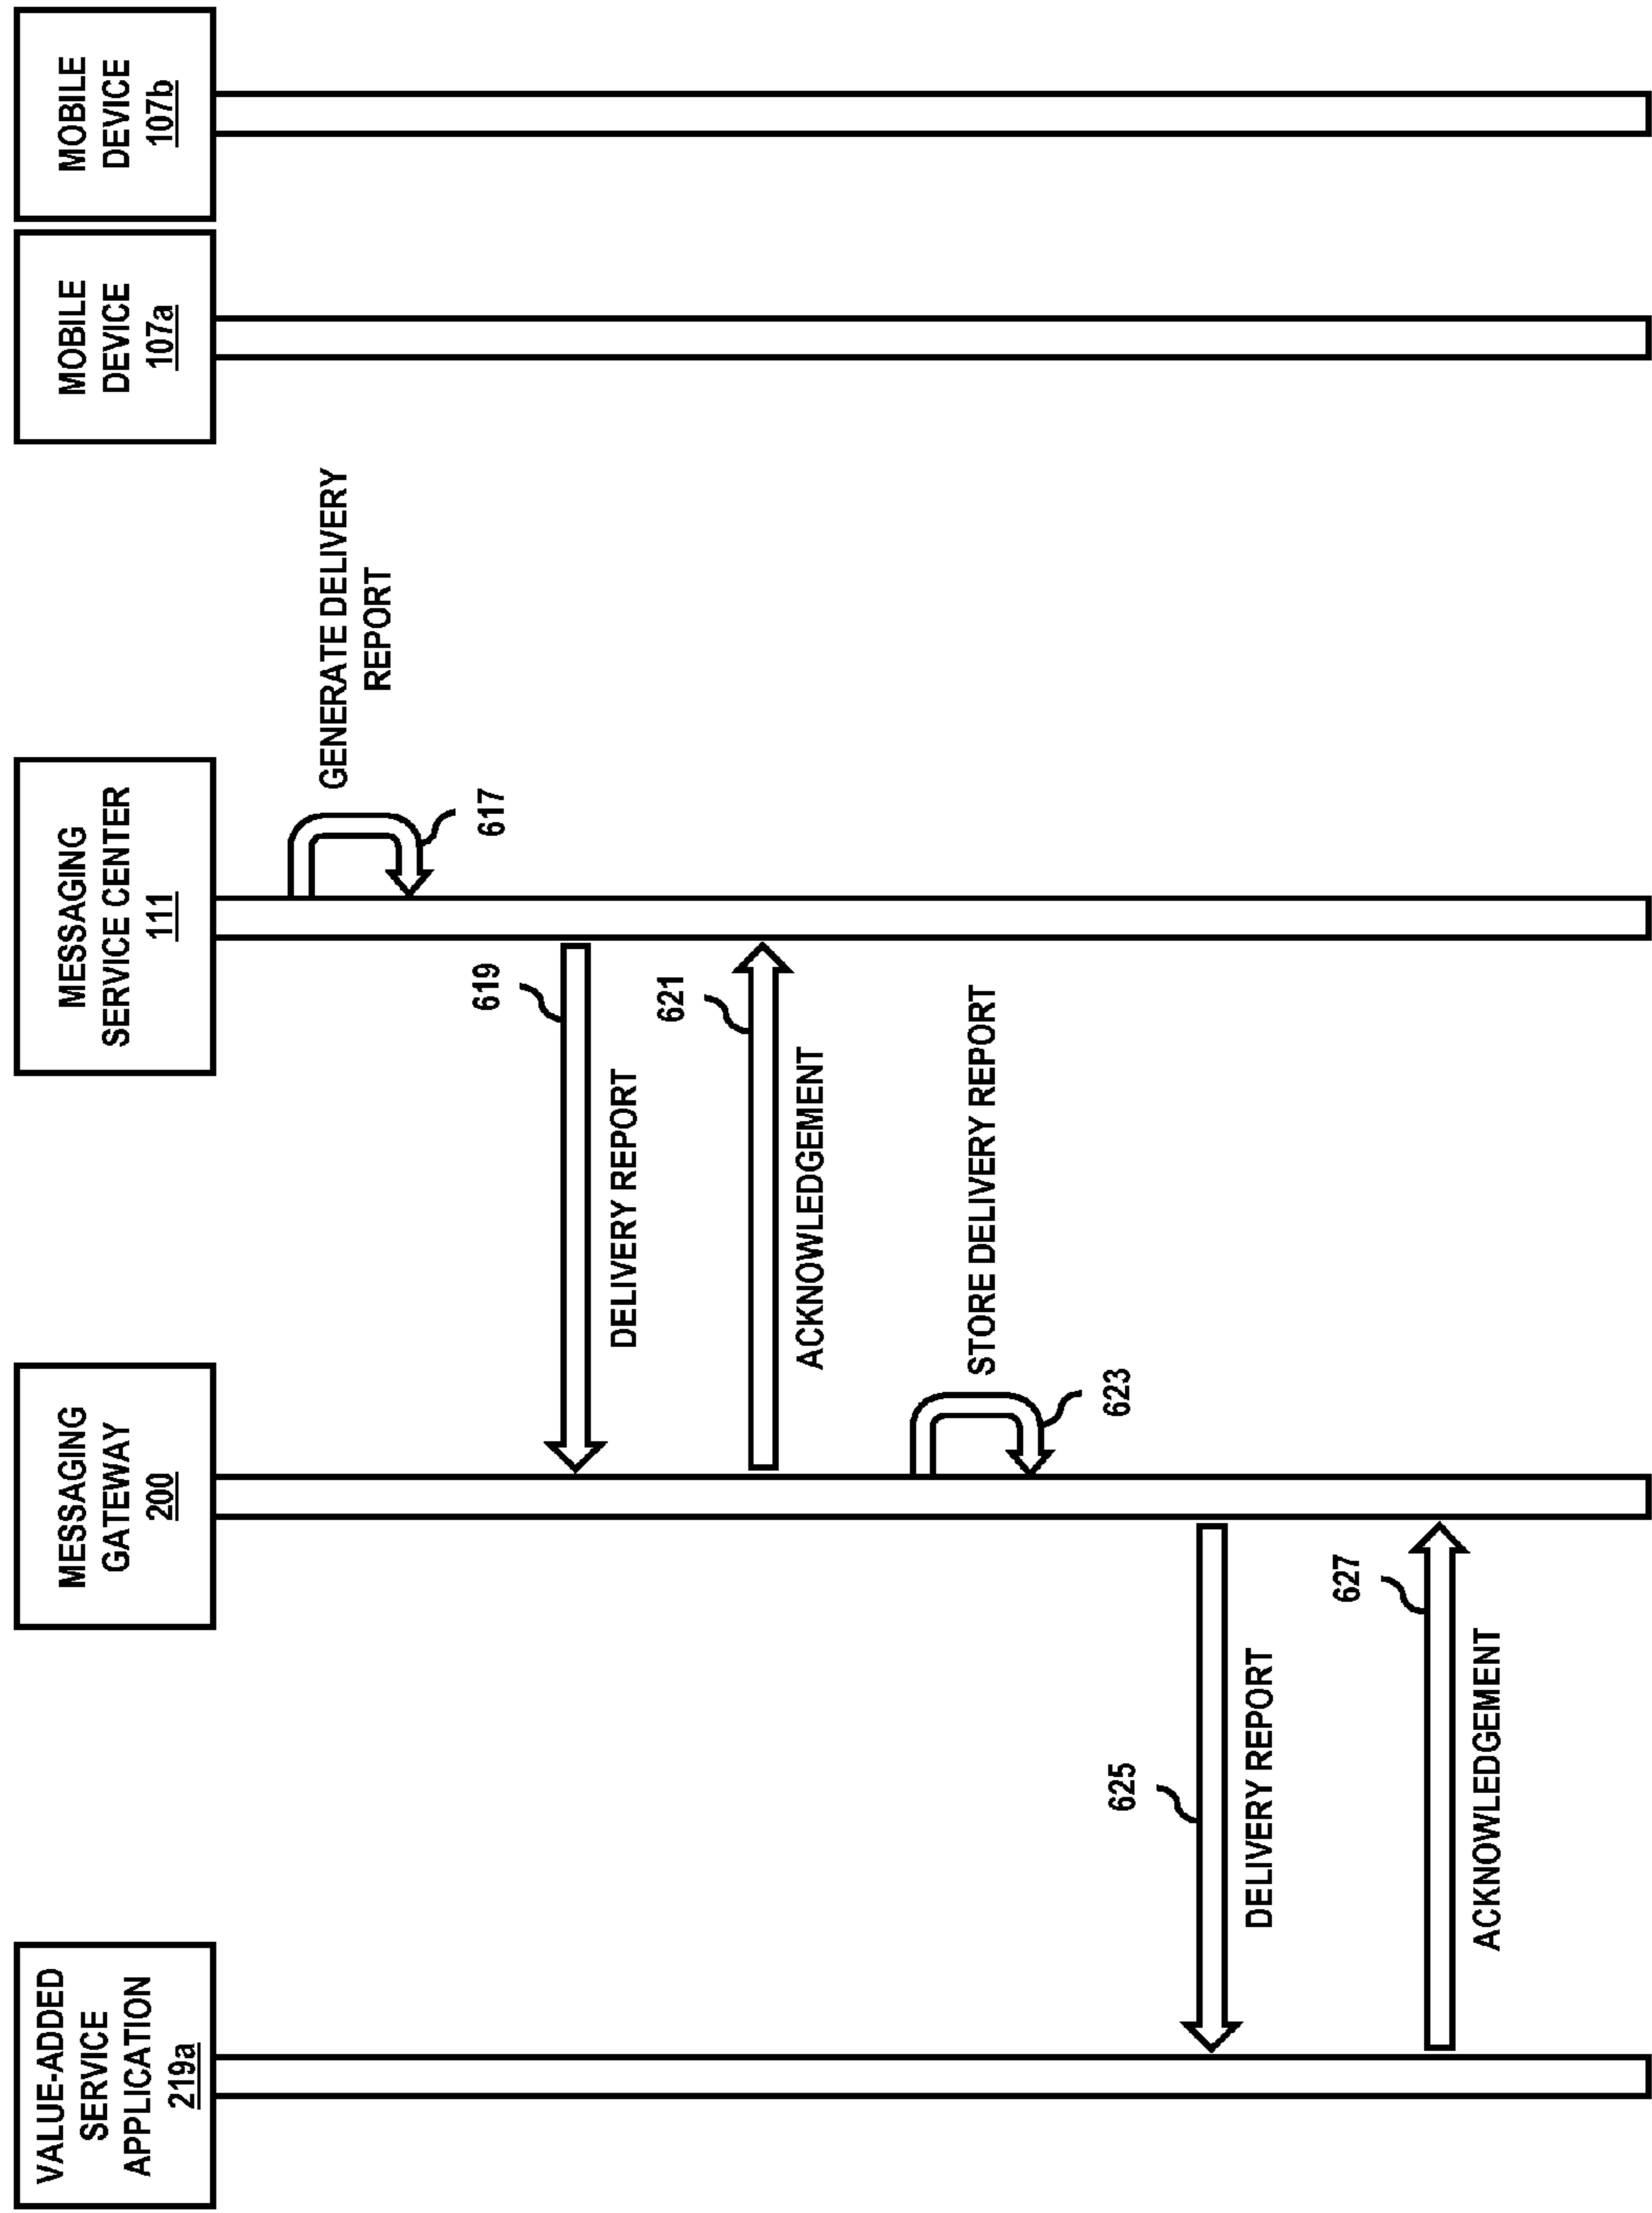 VALUE-ADDED
SERVICE
APPLICATION
219a
MESSAGING
GATEWAY
200
MESSAGING
SERVICE CENTER
111
MOBILE
DEVICE
107a
MOBILE
DEVICE
107b
GENERATE DELIVERY
REPORT
617
619
DELIVERY REPORT
621
ACKNOWLEDGEMENT
STORE DELIVERY REPORT
623
625
DELIVERY REPORT
627
ACKNOWLEDGEMENT